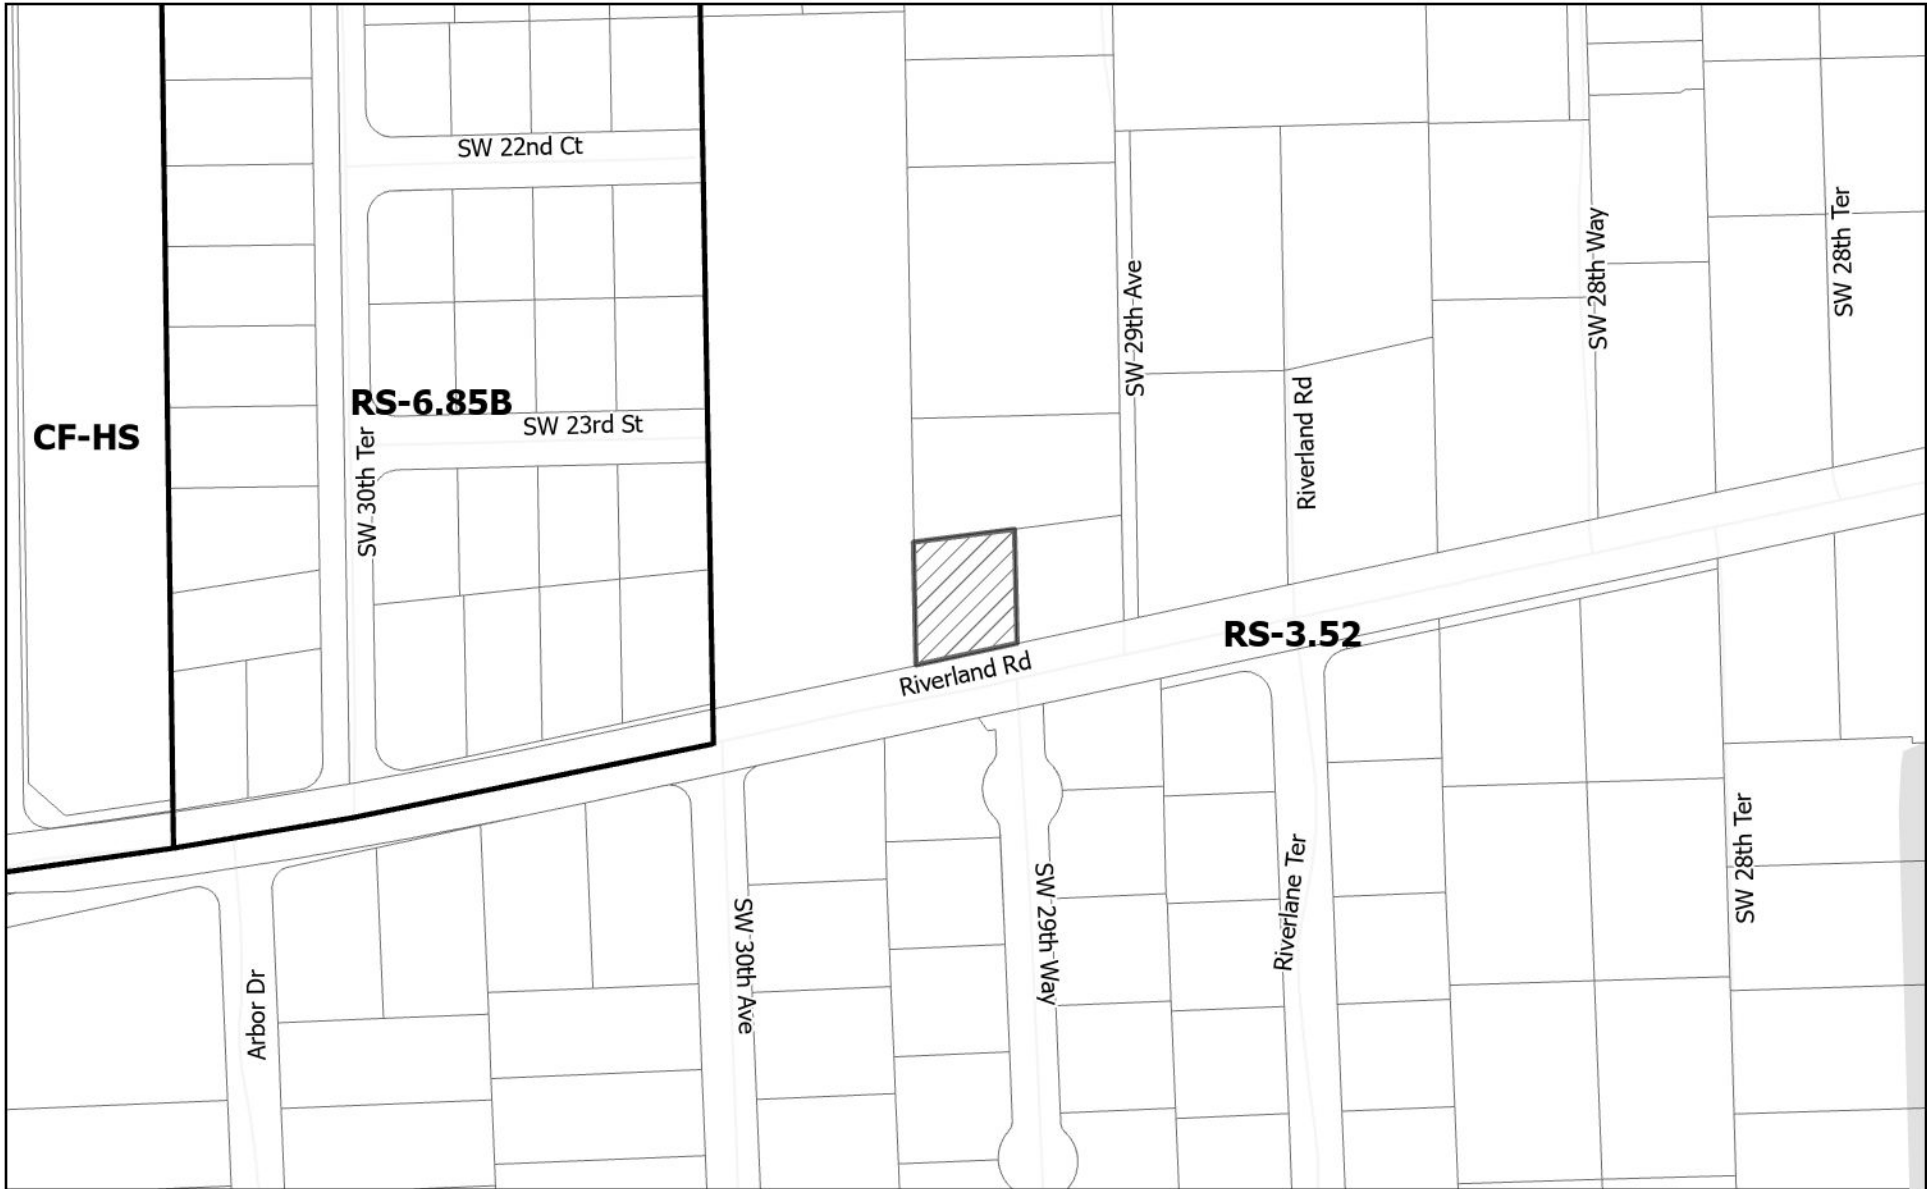 SW 22nd Ct
SW 28th Ter
SW 28th Way
SW 29th Ave
RS-6.85B
SW 23rd St
CF-HS
SW 30th Ter
Riverland Rd
RS-3.52
Riverland Rd
SW 28th Ter
SW 29th Way
Riverlane Ter
SW 30th Ave
Arbor Dr